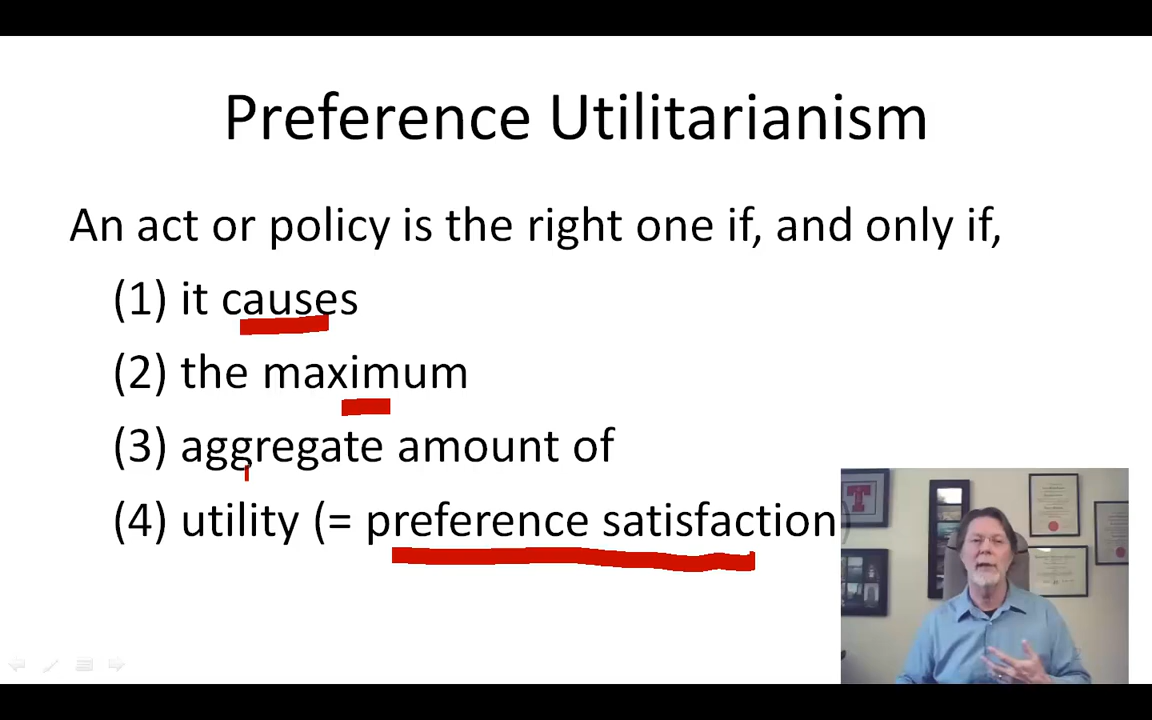 Preference Utilitarianism
An act or policy is the right one if, and only if,
(1) it causes
(2) the maximum
(3) aggregate amount of
(4) utility (= preference satisfaction)
T